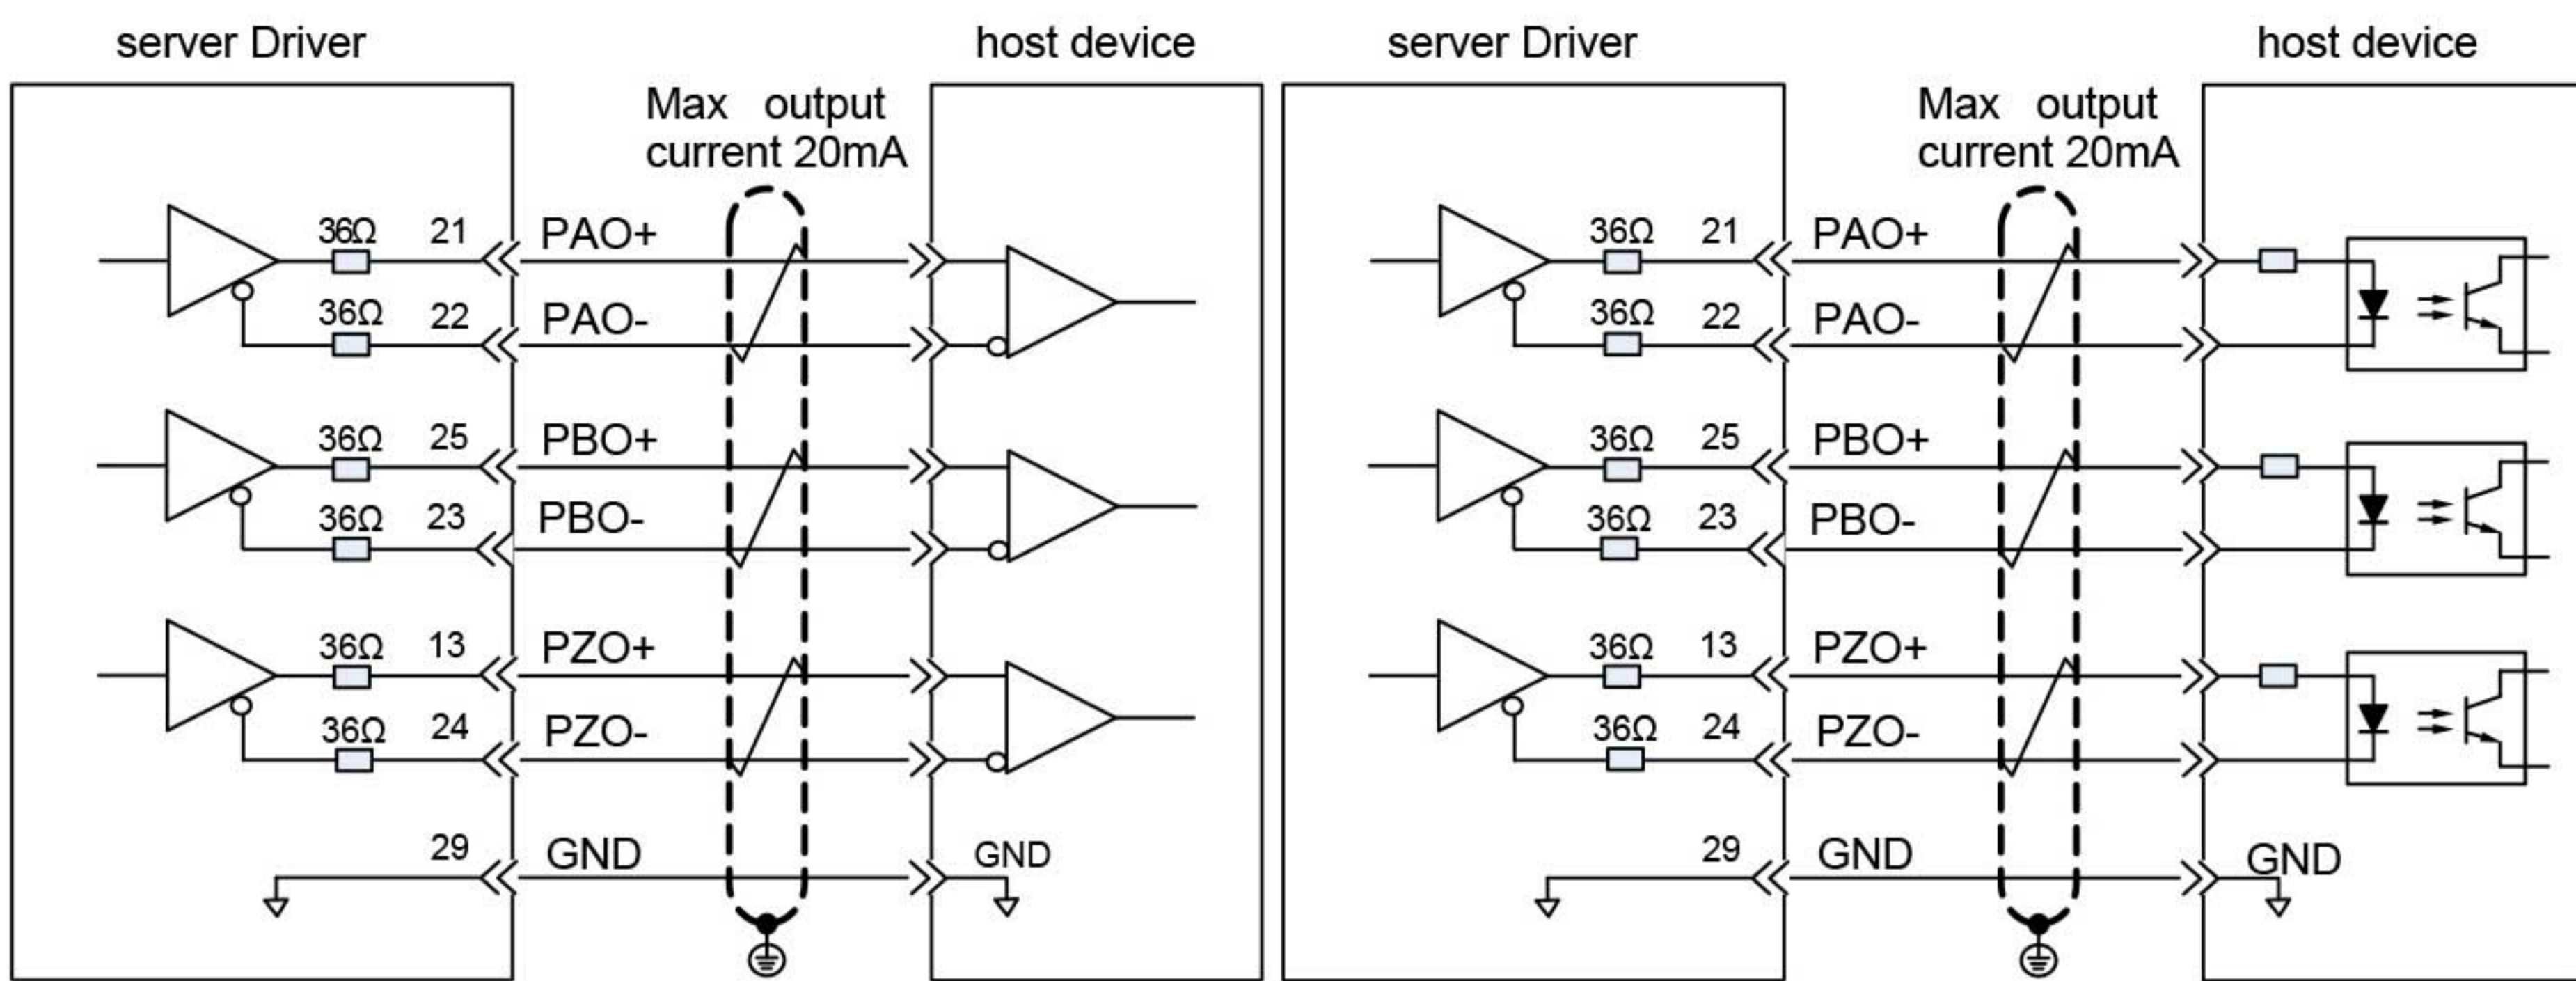 server Driver
host device
Max output
current 20mA
36Ω 21 PAO+
36Ω 22 PAO-
36Ω 25 PBO+
36Ω 23 PBO-
36Ω 13 PZO+
36Ω 24 PZO-
29 GND GND
server Driver
host device
Max output
current 20mA
36Ω 21 PAO+
36Ω 22 PAO-
36Ω 25 PBO+
36Ω 23 PBO-
36Ω 13 PZO+
36Ω 24 PZO-
29 GND GND